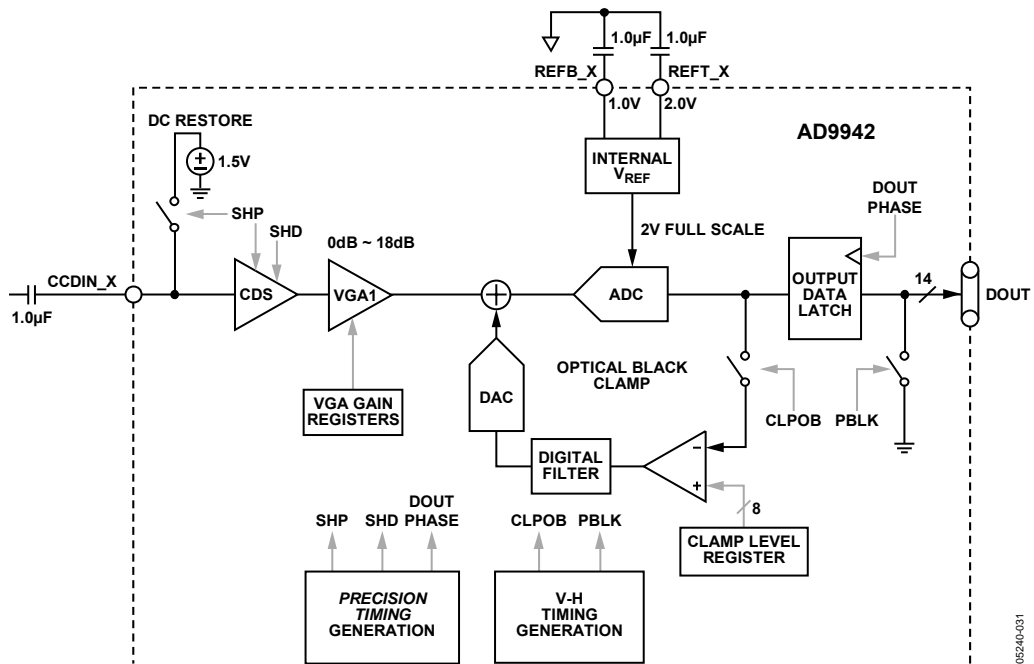 1.0µF 1.0µF
REFB_X REFT_X
1.0V 2.0V
DC RESTORE
AD9942
1.5V
INTERNAL
VREF
DOUT
PHASE
SHP
SHD
0dB ~ 18dB
2V FULL SCALE
CCDIN_X
1.0µF
CDS
VGA1
+
ADC
OUTPUT
DATA
LATCH
14
DOUT
DAC
OPTICAL BLACK
CLAMP
VGA GAIN
REGISTERS
CLPOB
PBLK
DIGITAL
FILTER
–
+
8
CLAMP LEVEL
REGISTER
SHP SHD DOUT
PHASE
CLPOB PBLK
PRECISION
TIMING
GENERATION
V-H
TIMING
GENERATION
05240-031